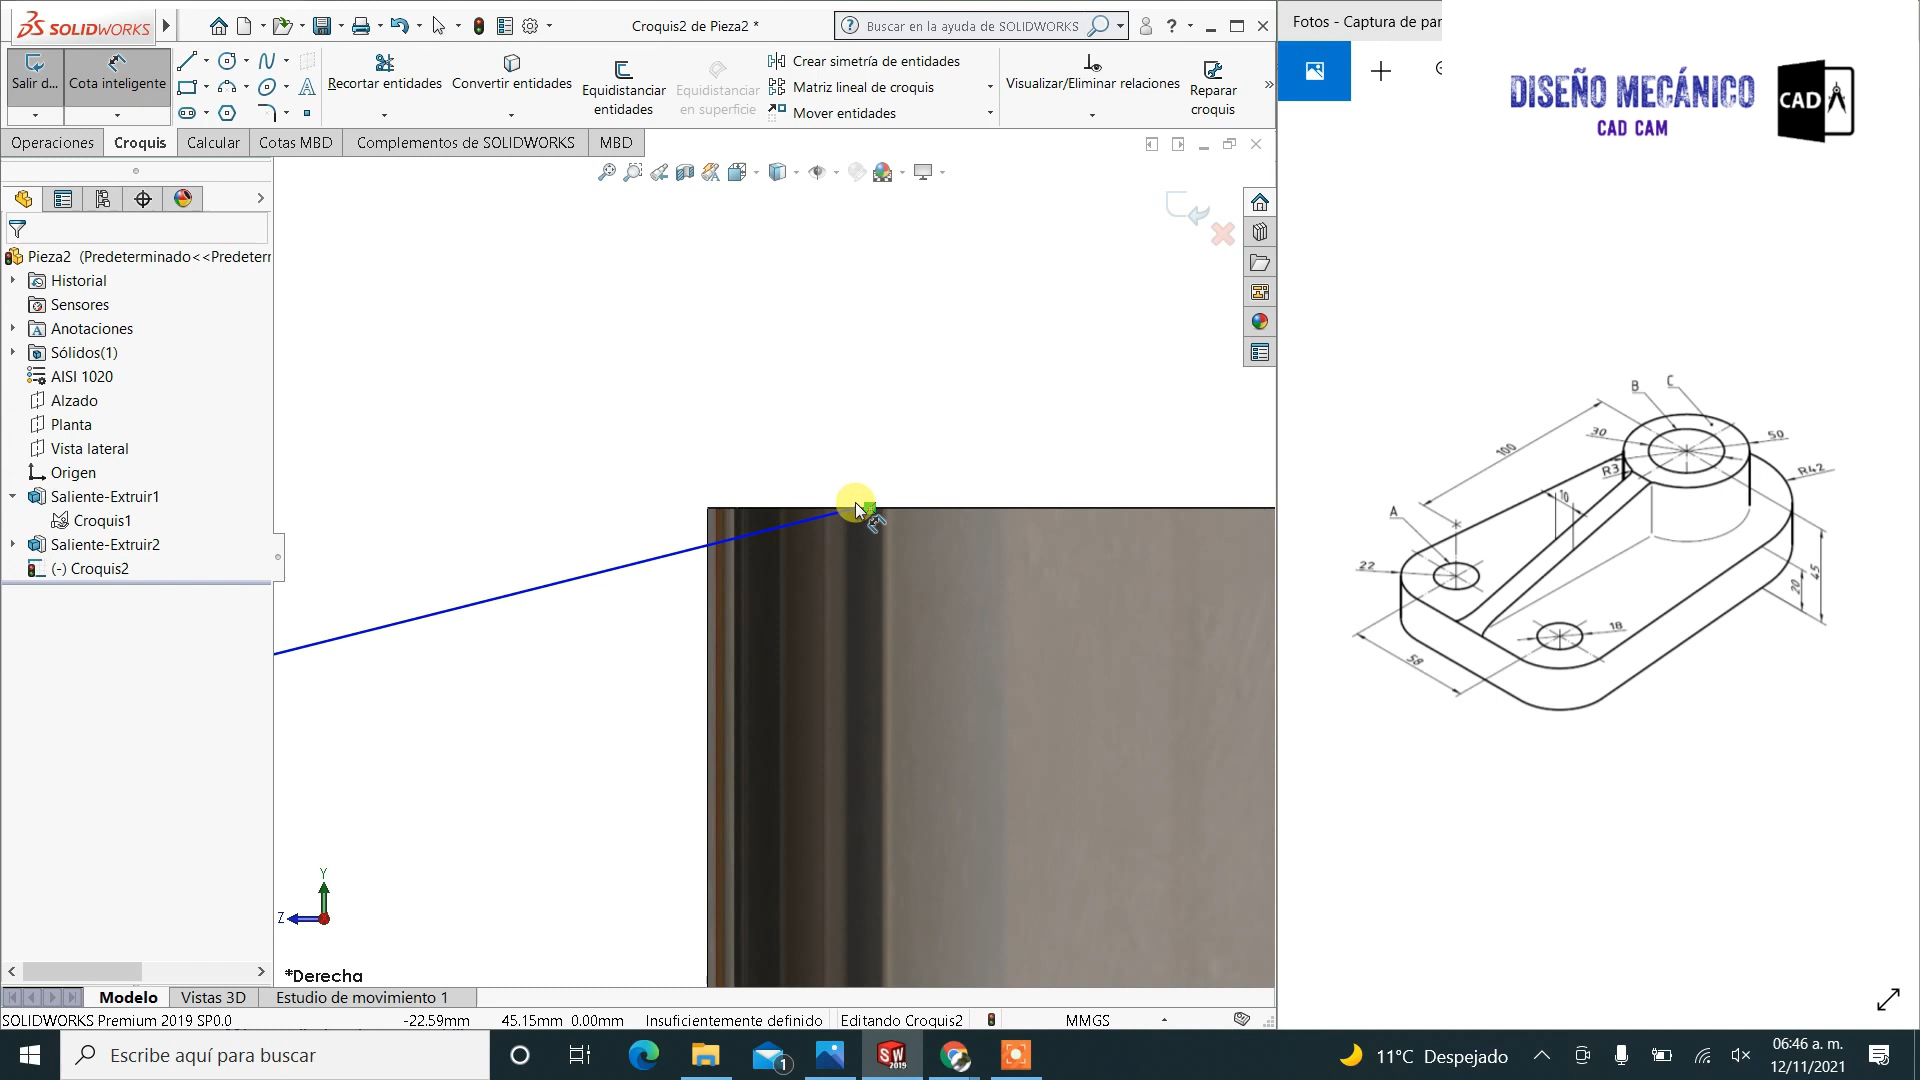 SOLIDWORKS
Croquis2 de Pieza2 *
Buscar en la ayuda de SOLIDWORKS
Fotos - Captura de par
Salir d...
Cota inteligente
Recortar entidades
Convertir entidades
Equidistanciar entidades
Equidistanciar en superficie
Crear simetría de entidades
Matriz lineal de croquis
Mover entidades
Visualizar/Eliminar relaciones
Reparar croquis
DISEÑO MECÁNICO
CAD CAM
CAD
Operaciones
Croquis
Calcular
Cotas MBD
Complementos de SOLIDWORKS
MBD
Pieza2 (Predeterminado<<Predeterr
Historial
Sensores
Anotaciones
Sólidos(1)
AISI 1020
Alzado
Planta
Vista lateral
Origen
Saliente-Extruir1
Croquis1
Saliente-Extruir2
(-) Croquis2
B
C
30
50
100
R3
R42
10
A
22
45
20
18
58
Y
Z
*Derecha
Modelo
Vistas 3D
Estudio de movimiento 1
SOLIDWORKS Premium 2019 SP0.0
-22.59mm
45.15mm 0.00mm
Insuficientemente definido
Editando Croquis2
MMGS
Escribe aquí para buscar
1
SW
2019
11°C Despejado
06:46 a. m.
12/11/2021